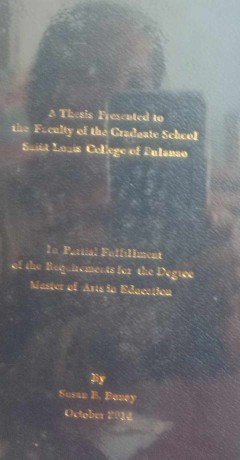 A Thesis Presented to
the Faculty of the Graduate School
Saint Louis College of Bulanao
In Partial Fulfillment
of the Requirements for the Degree
Master of Arts in Education
By
Susan B.
October